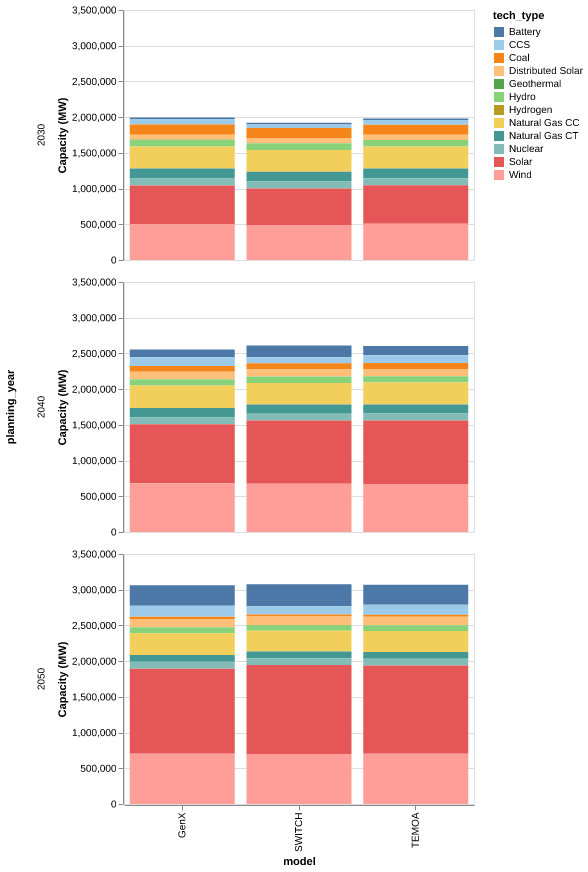 tech_type
Battery
CCS
Coal
Distributed Solar
Geothermal
Hydro
Hydrogen
Natural Gas CC
Natural Gas CT
Nuclear
Solar
Wind
planning_year
2030
Capacity (MW)
3,500,000
3,000,000
2,500,000
2,000,000
1,500,000
1,000,000
500,000
0
2040
Capacity (MW)
3,500,000
3,000,000
2,500,000
2,000,000
1,500,000
1,000,000
500,000
0
2050
Capacity (MW)
3,500,000
3,000,000
2,500,000
2,000,000
1,500,000
1,000,000
500,000
0
GenX
SWITCH
TEMOA
model